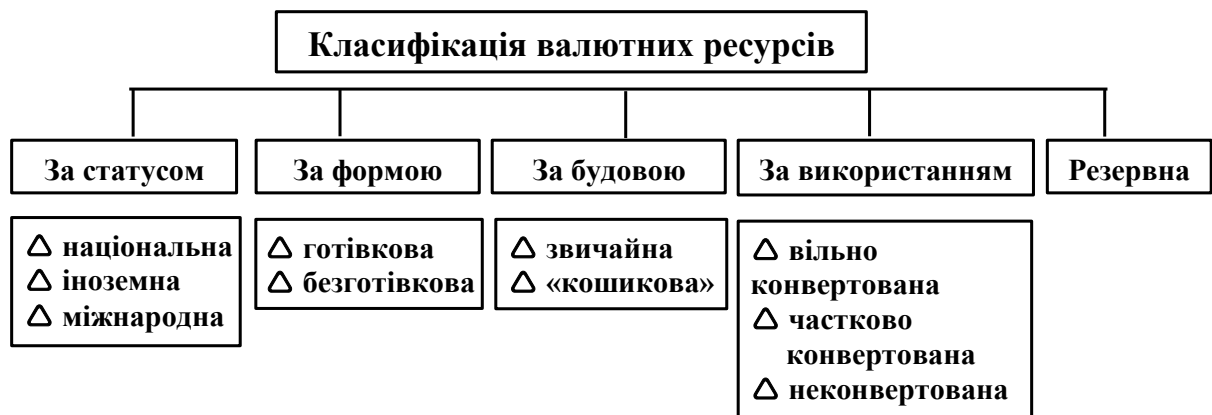 Класифікація валютних ресурсів
За статусом
За формою
За будовою
За використанням
Резервна
національна
іноземна
міжнародна
готівкова
безготівкова
звичайна
«кошикова»
вільно
конвертована
частково
конвертована
неконвертована